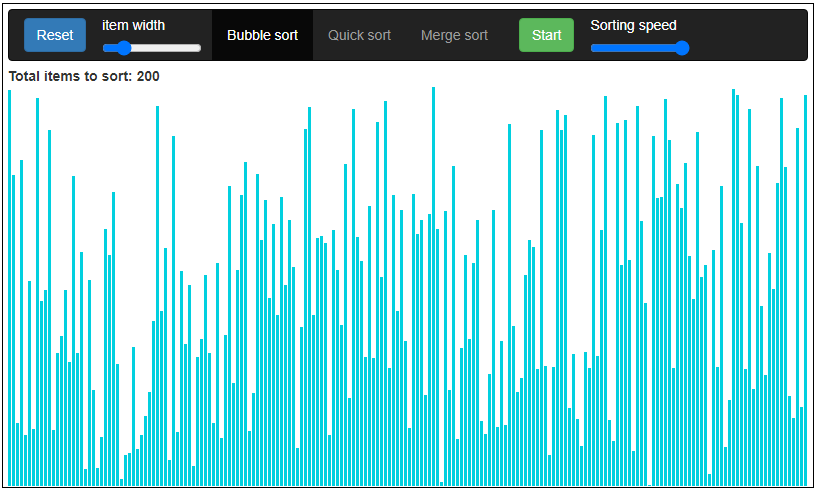 Reset
item width
Bubble sort
Quick sort
Merge sort
Start
Sorting speed
Total items to sort: 200